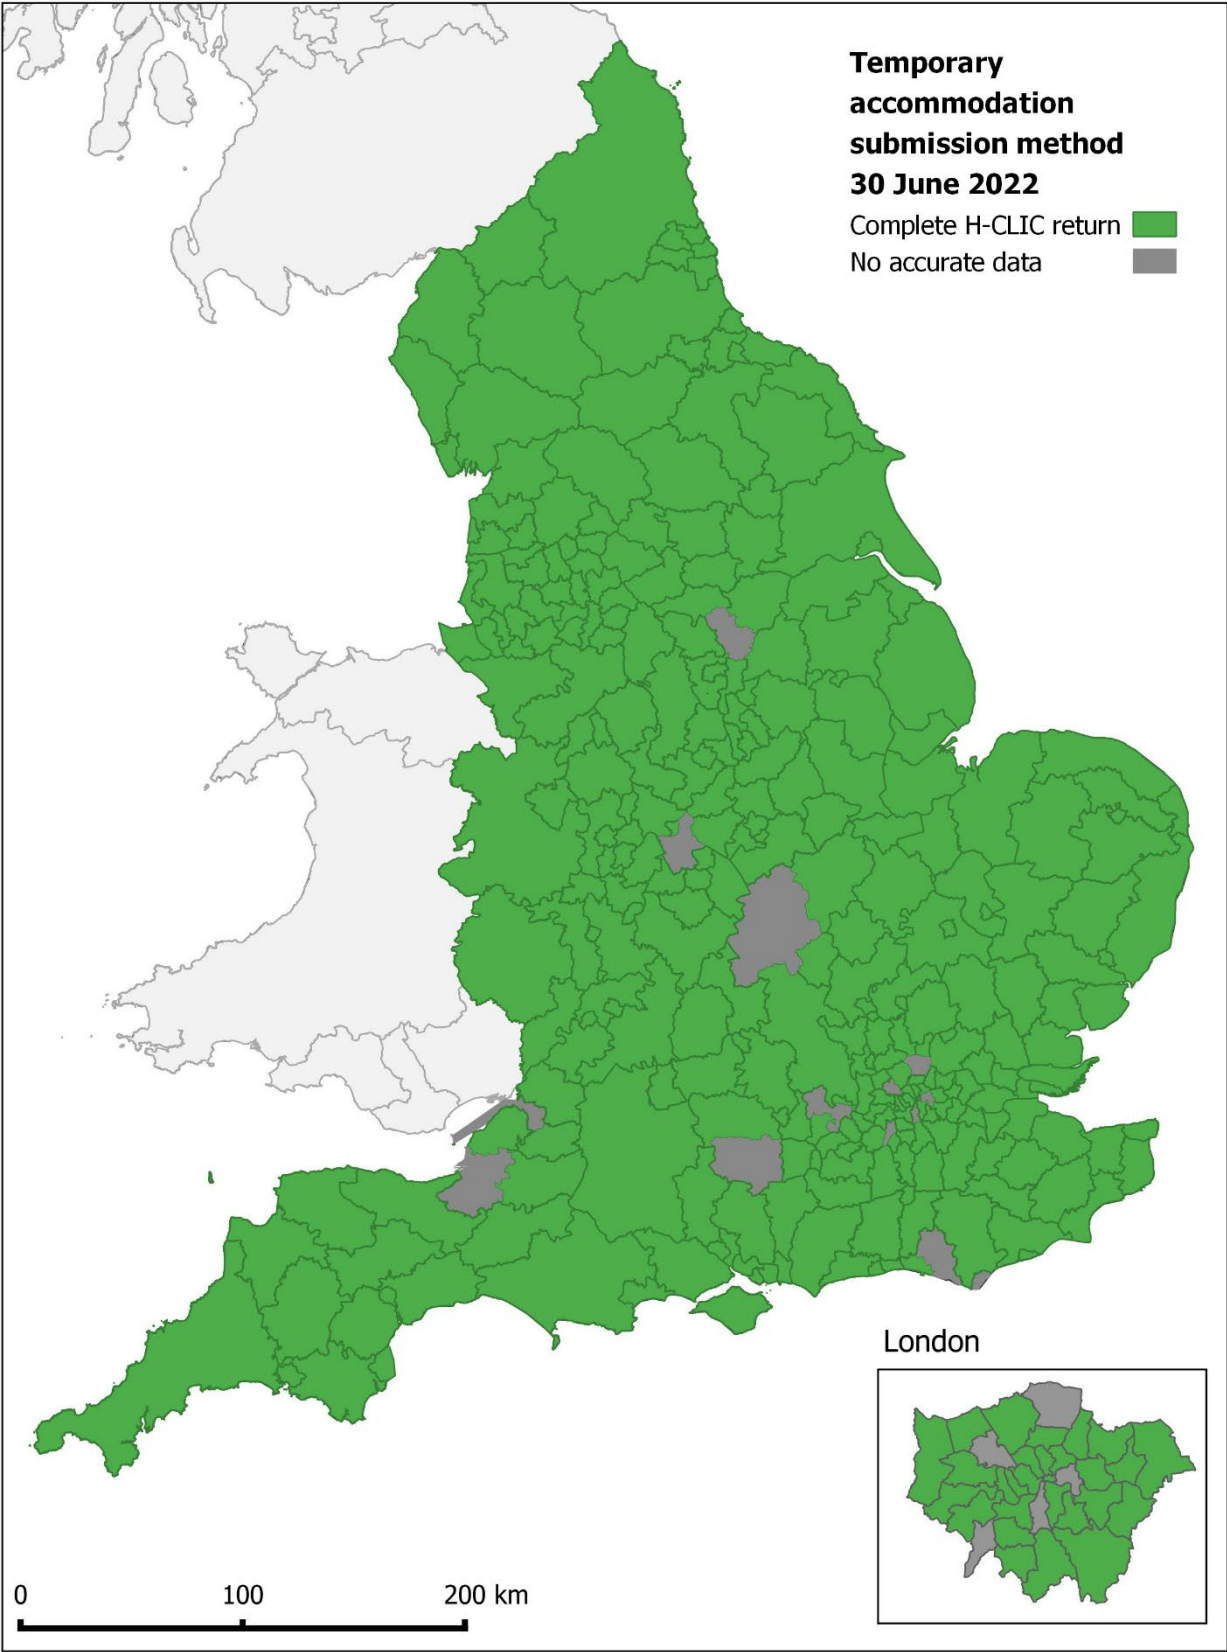 Temporary
accommodation
submission method
30 June 2022
Complete H-CLIC return
No accurate data
London
0 100 200 km